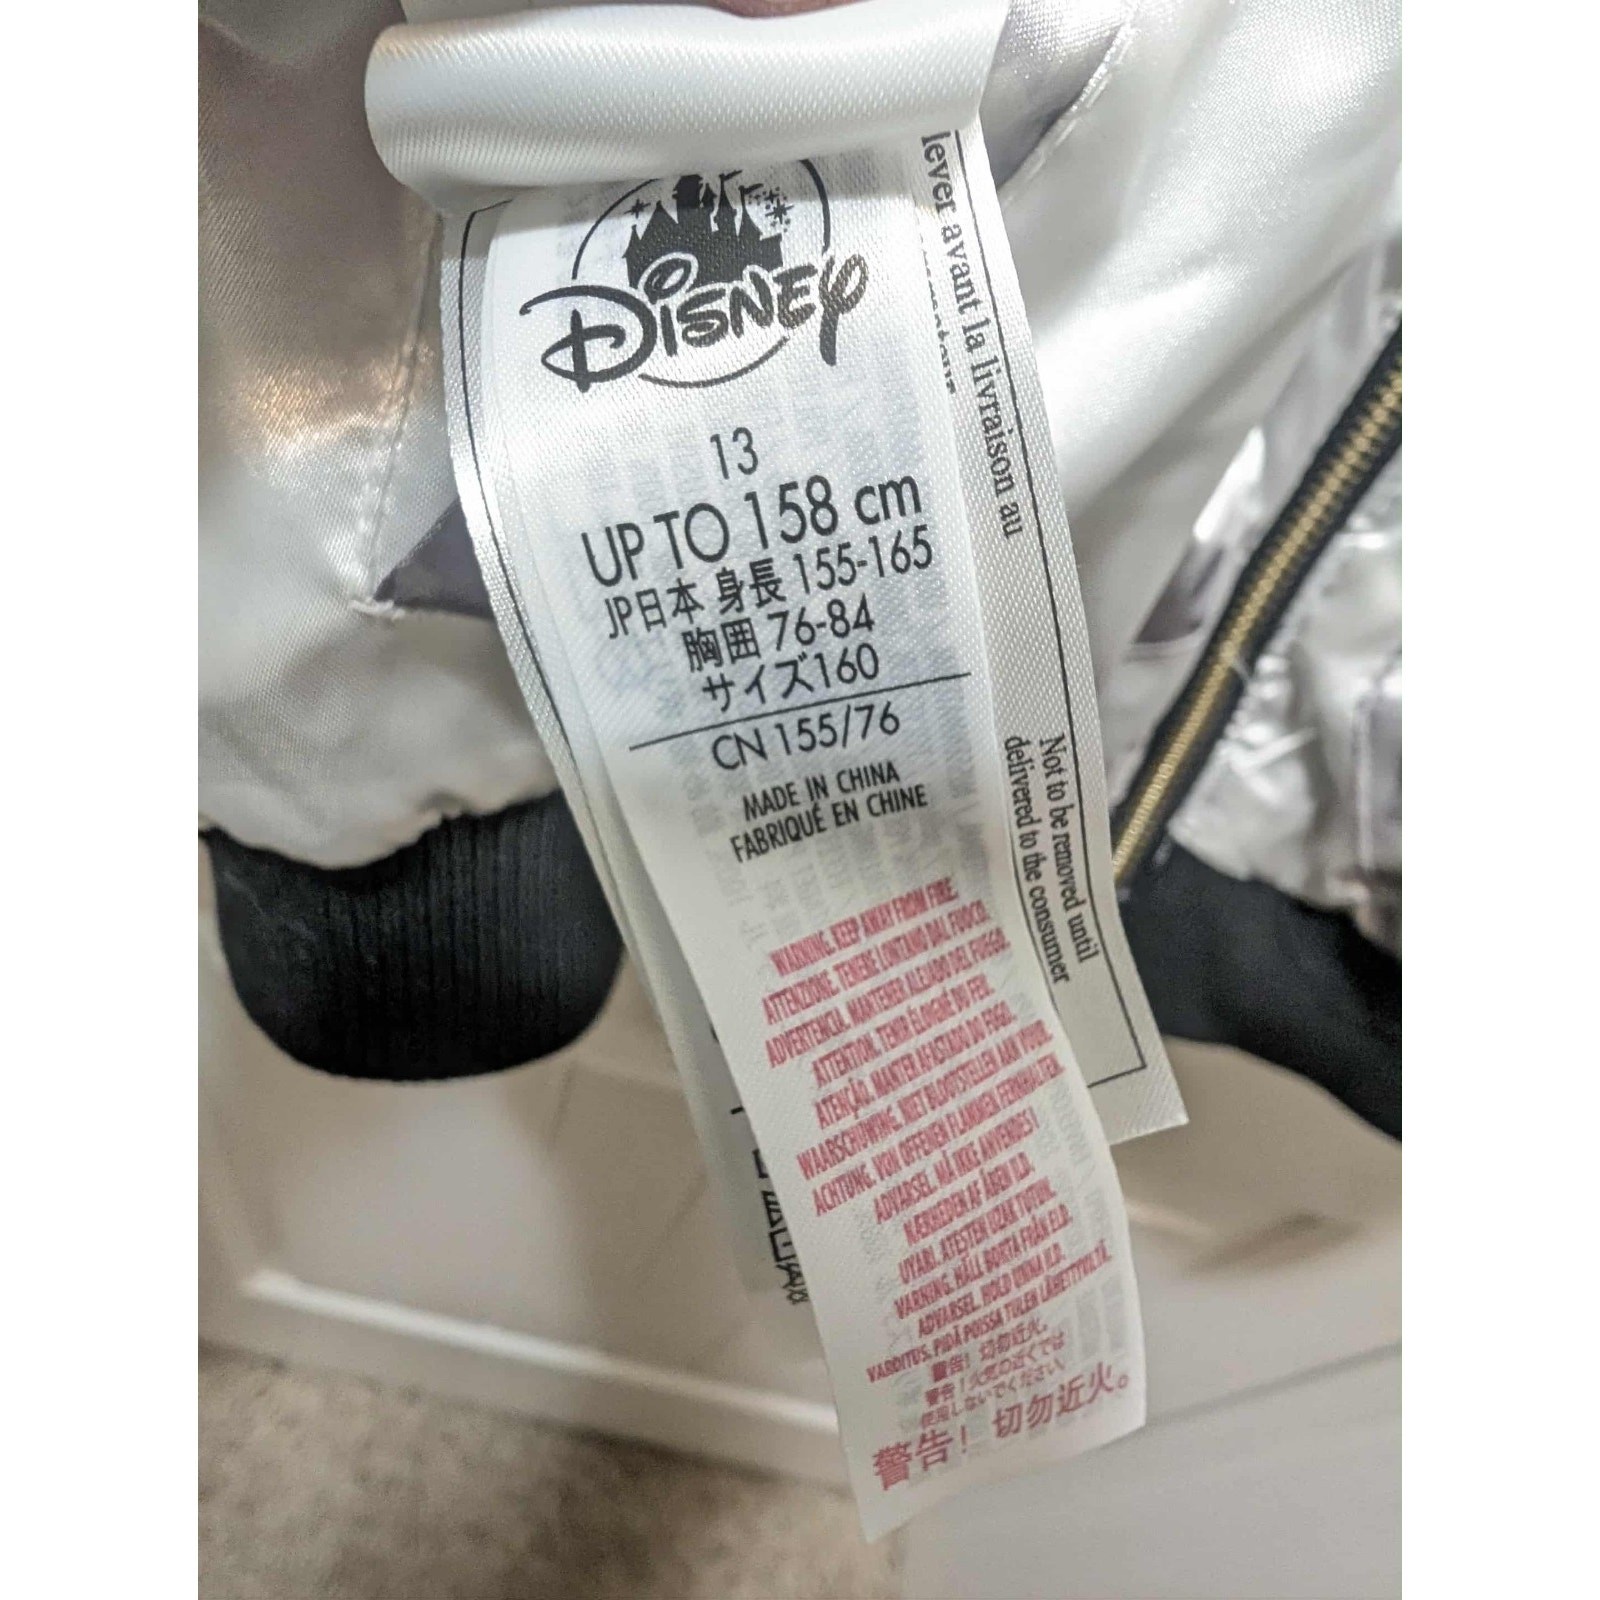 DISNEY
13
UP TO 158 cm
JP日本 身長 155-165
胸囲 76-84
サイズ160
CN 155/76
MADE IN CHINA
FABRIQUÉ EN CHINE
WARNING. KEEP AWAY FROM FIRE.
ATTENZIONE. TENERE LONTANO DAL FUOCO.
ADVERTENCIA. MANTENER ALEJADO DEL FUEGO.
ATTENTION. TENIR ÉLOIGNÉ DU FEU.
ATENÇÃO. MANTER AFASTADO DO FOGO.
WAARSCHUWING. NIET BLOOTSTELLEN AAN VUUR.
ACHTUNG. VON OFFENEN FLAMMEN FERNHALTEN.
ADVARSEL. MÅ IKKE ANVENDES I
NÆRHEDEN AF ÅBEN ILD.
UYARI. ATEŞTEN UZAK TUTUN.
VARNING. HÅLL BORTA FRÅN ELD.
ADVARSEL. HOLD UNNA ILD.
VAROITUS. PIDÄ POISSA TULEN LÄHETTYVILTÄ.
警告！切勿近火。
警告！火気の近くでは
使用しないでください。
警告！切勿近火。
lever avant la livraison au
Not to be removed until
delivered to the consumer